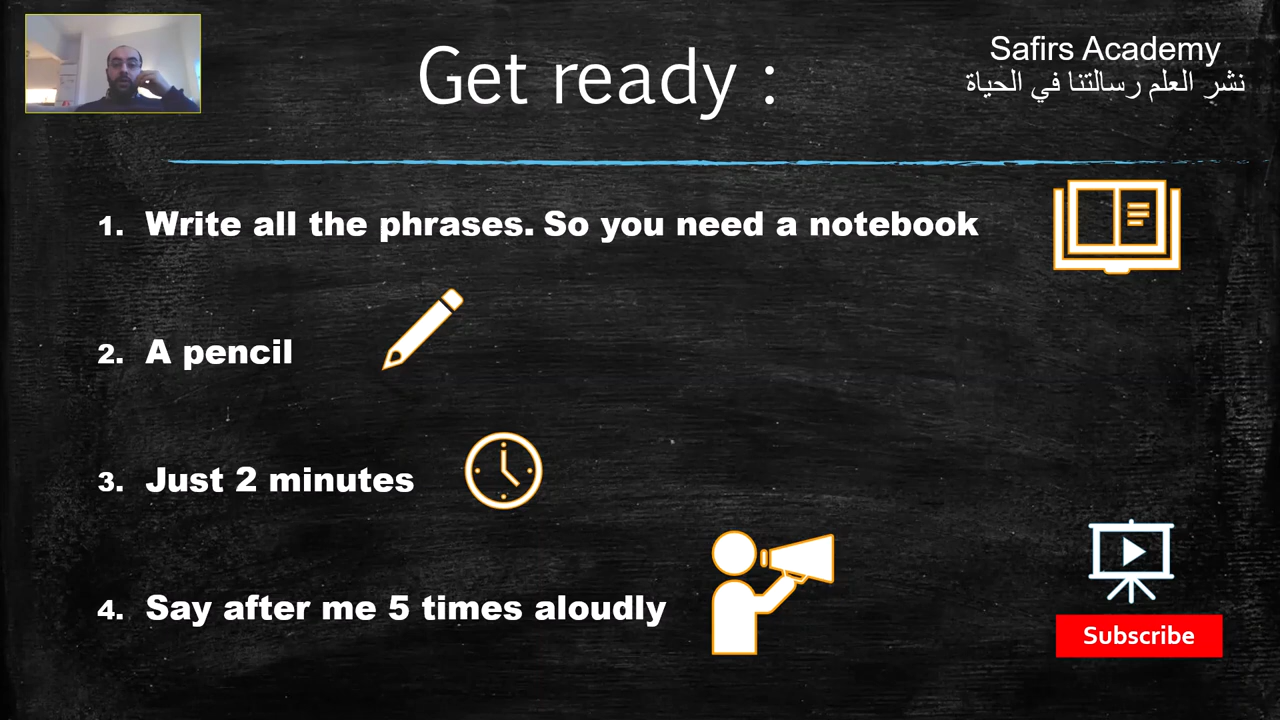 Get ready :
Safirs Academy
نشر العلم رسالتنا في الحياة
1. Write all the phrases. So you need a notebook
2. A pencil
3. Just 2 minutes
4. Say after me 5 times aloudly
Subscribe